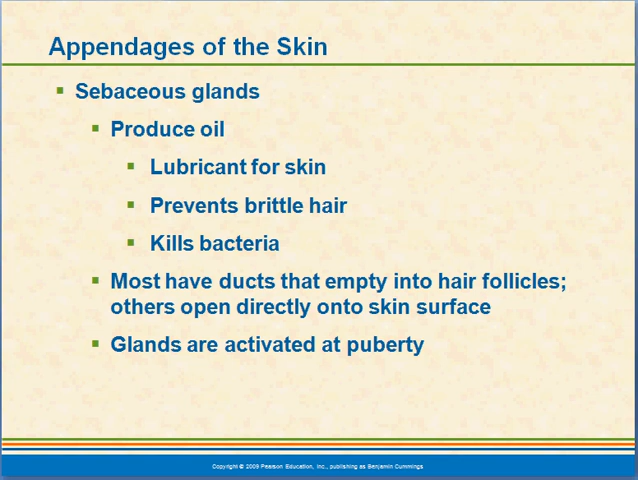 Appendages of the Skin
▪ Sebaceous glands
▪ Produce oil
▪ Lubricant for skin
▪ Prevents brittle hair
▪ Kills bacteria
▪ Most have ducts that empty into hair follicles;
others open directly onto skin surface
▪ Glands are activated at puberty
Copyright © 2009 Pearson Education, Inc., publishing as Benjamin Cummings